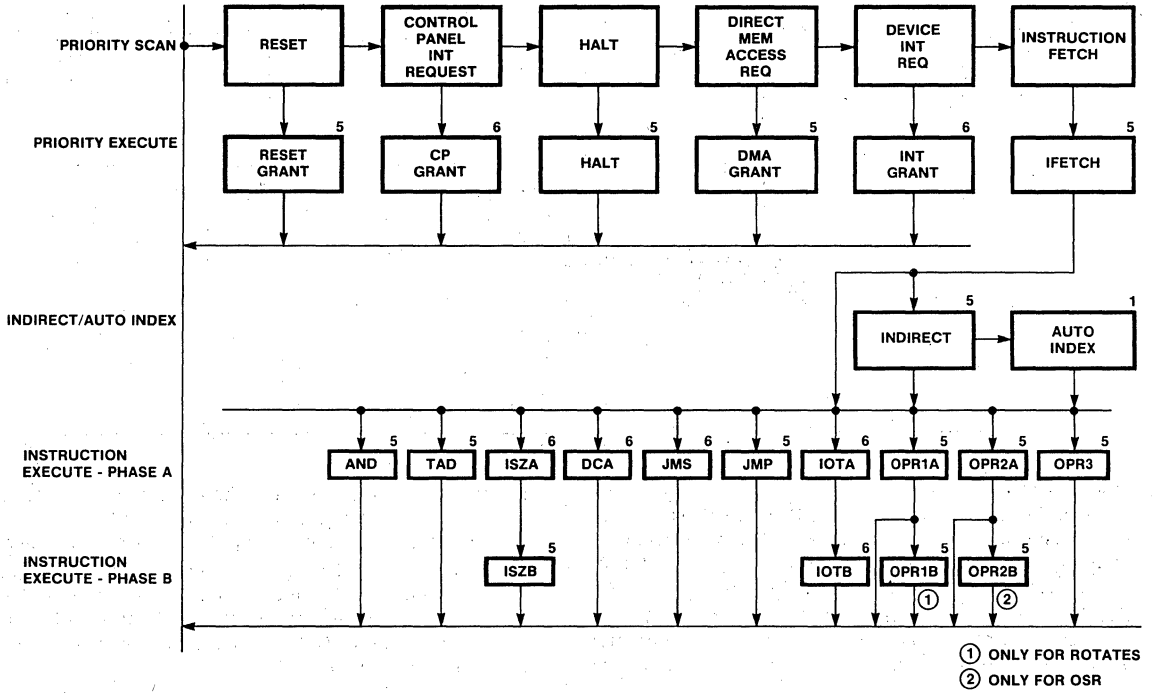 PRIORITY SCAN
RESET
CONTROL
PANEL
INT
REQUEST
HALT
DIRECT
MEM
ACCESS
REQ
DEVICE
INT
REQ
INSTRUCTION
FETCH
PRIORITY EXECUTE
5
RESET
GRANT
6
CP
GRANT
5
HALT
5
DMA
GRANT
6
INT
GRANT
5
IFETCH
INDIRECT/AUTO INDEX
5
INDIRECT
1
AUTO
INDEX
INSTRUCTION
EXECUTE - PHASE A
5
AND
5
TAD
6
ISZA
6
DCA
6
JMS
5
JMP
6
IOTA
5
OPR1A
5
OPR2A
5
OPR3
INSTRUCTION
EXECUTE - PHASE B
5
ISZB
6
IOTB
5
OPR1B
1
5
OPR2B
2
1 ONLY FOR ROTATES
2 ONLY FOR OSR